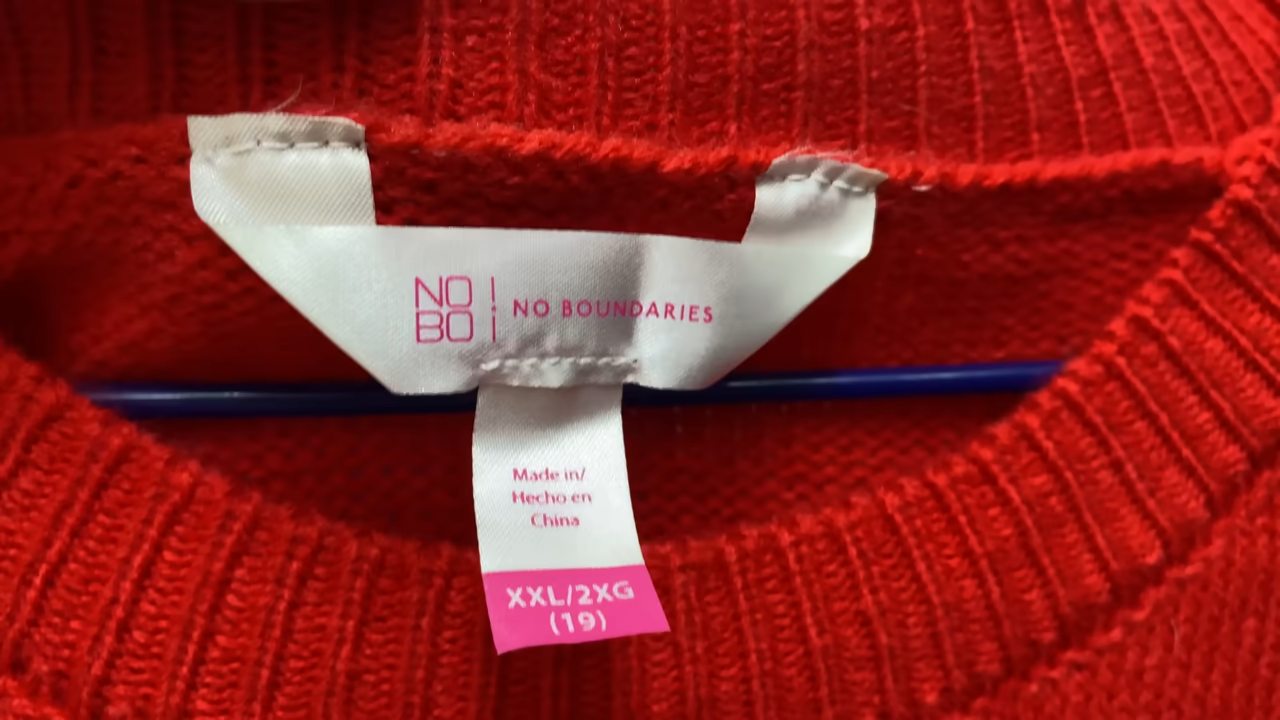 NO
BO
NO BOUNDARIES
Made in/
Hecho en
China
XXL/2XG
(19)